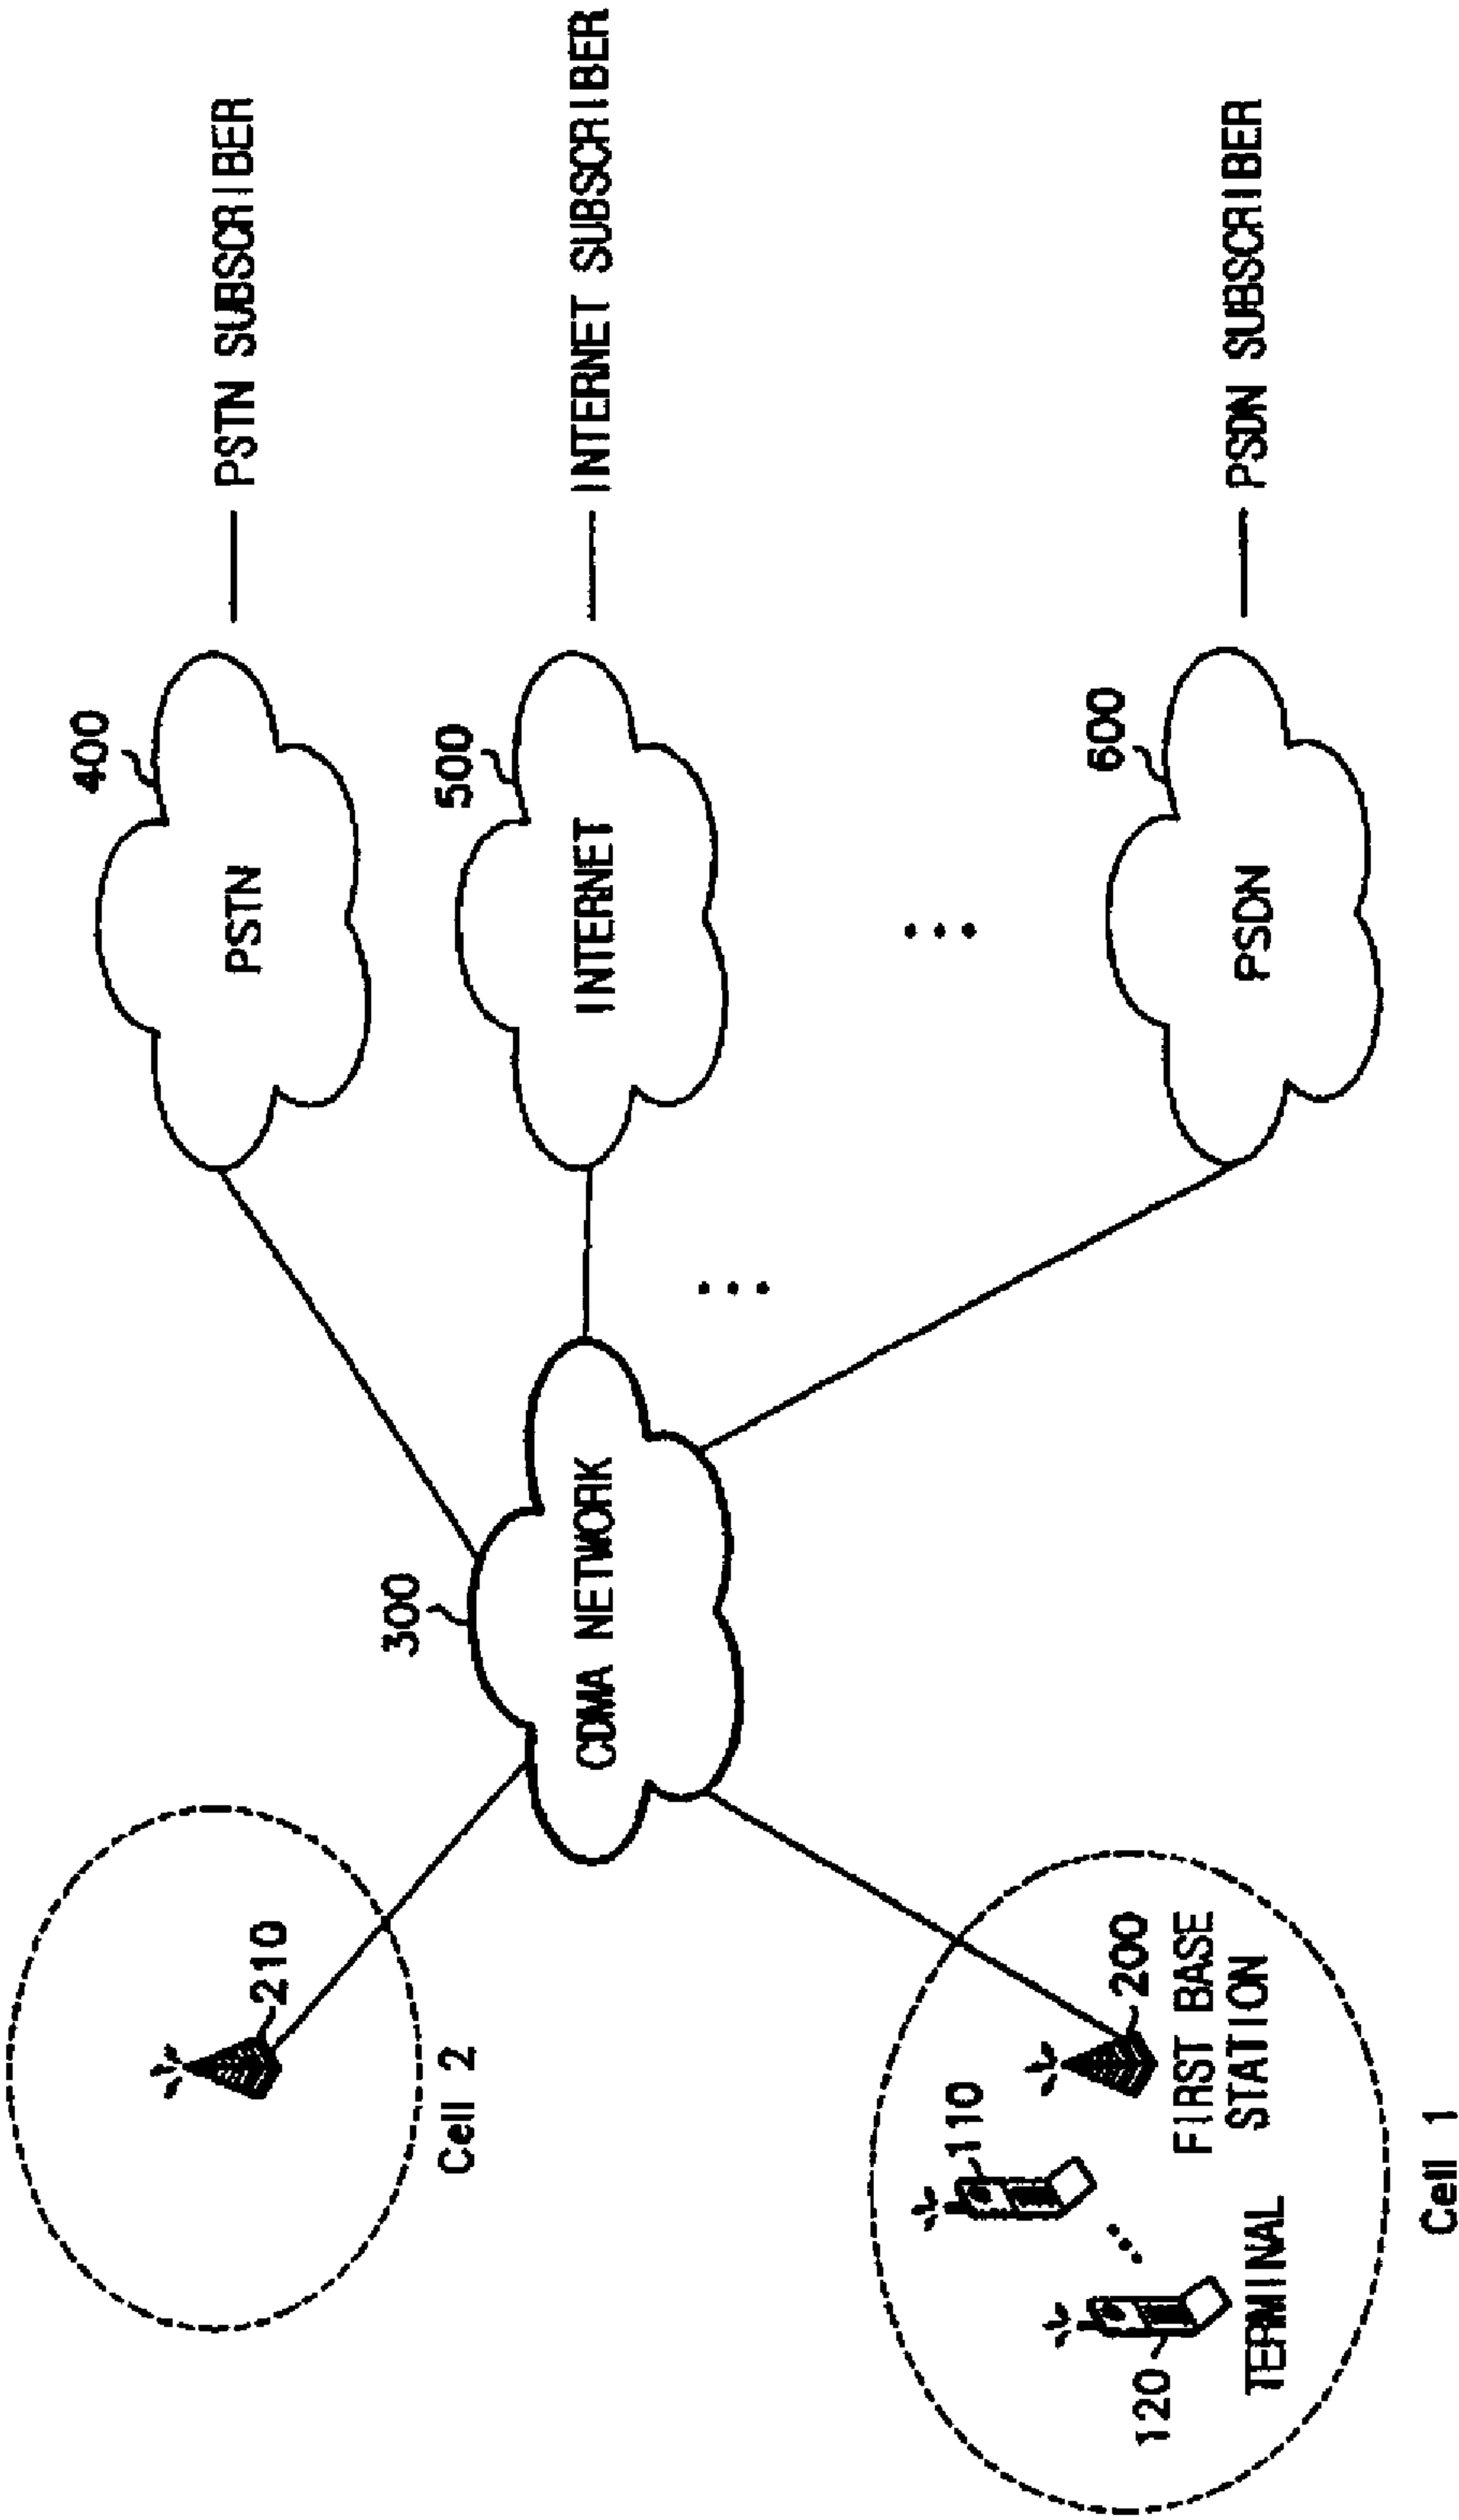 400
PSTN
PSTN SUBSCRIBER
500
INTERNET
INTERNET SUBSCRIBER
600
PSDN
PSDN SUBSCRIBER
300
CDMA NETWORK
210
Cell 2
110
120
200
FIRST BASE
STATION
TERMINAL
Cell 1